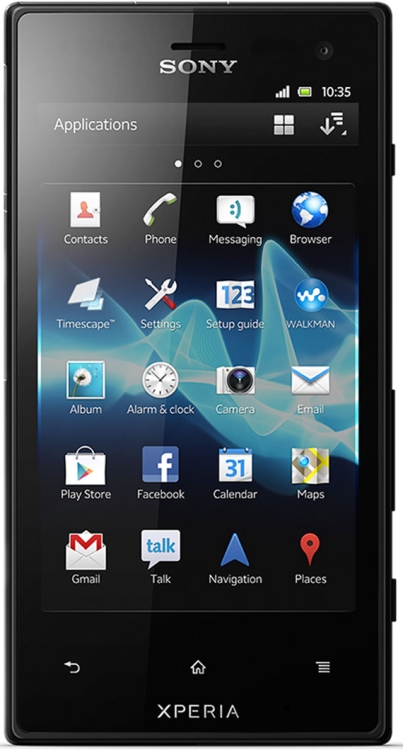 SONY
10:35
Applications
Contacts Phone Messaging Browser
123
Timescape™ Settings Setup guide WALKMAN
Album Alarm & clock Camera Email
31
Play Store Facebook Calendar Maps
talk
Gmail Talk Navigation Places
XPERIA